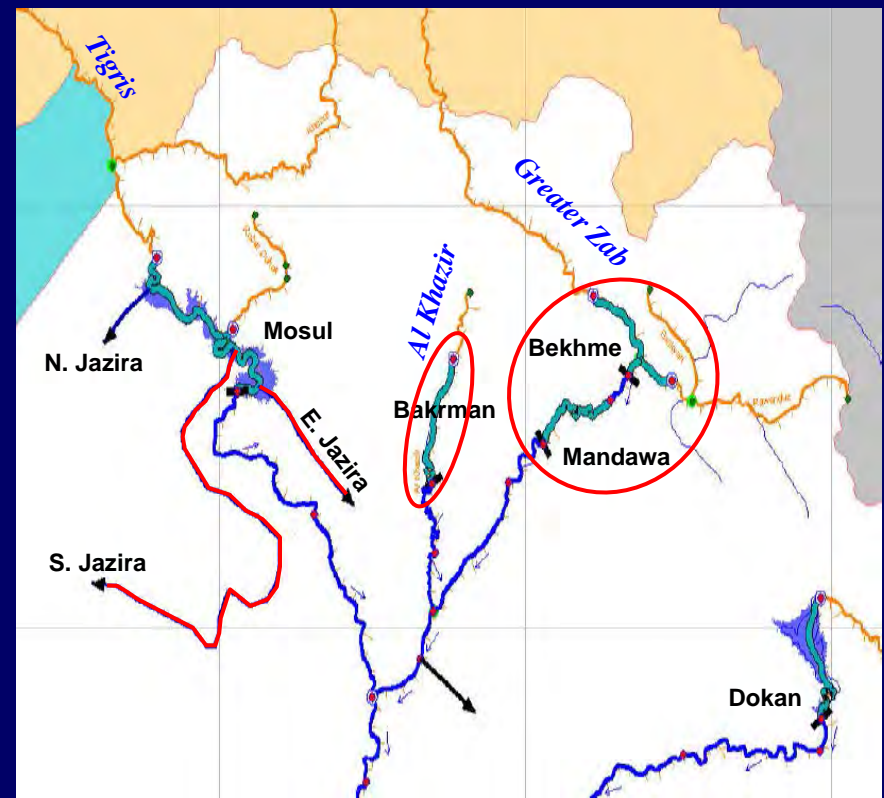 Tigris
Greater Zab
Al Khazir
Mosul
N. Jazira
Bekhme
Bakrman
E. Jazira
Mandawa
S. Jazira
Dokan